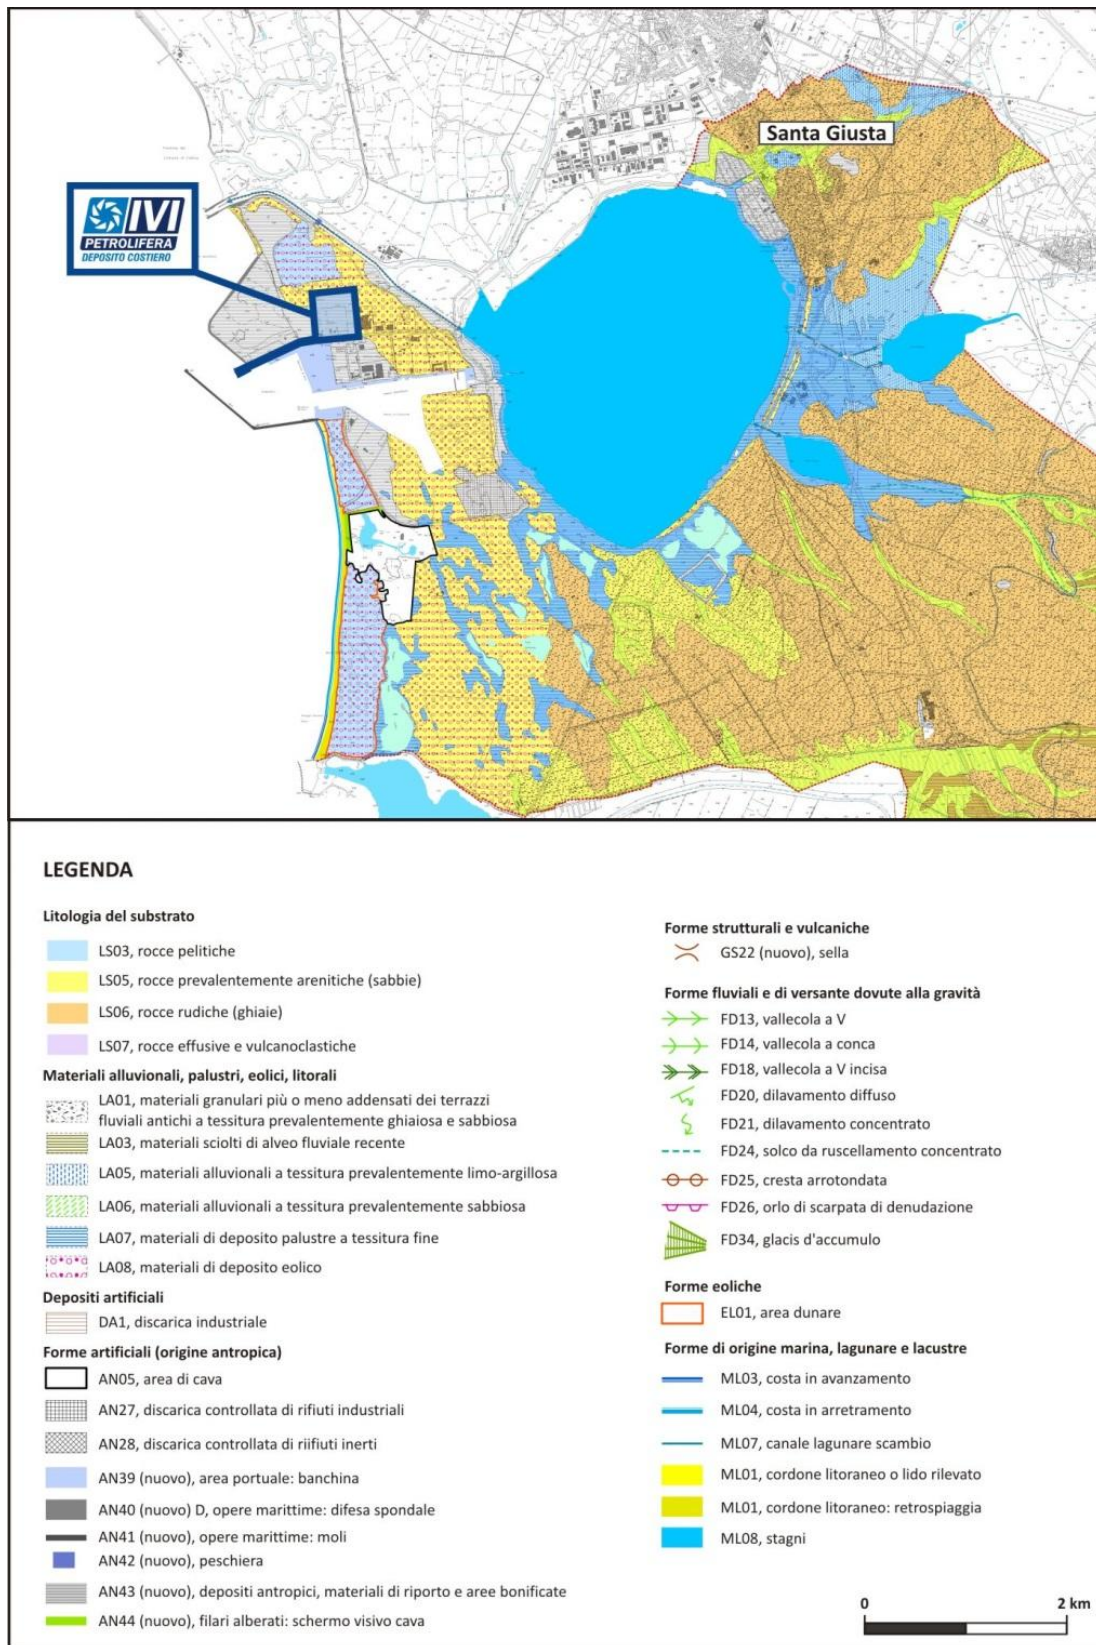 Santa Giusta
IVI
PETROLIFERA
DEPOSITO COSTIERO
LEGENDA
Litologia del substrato
LS03, rocce pelitiche
LS05, rocce prevalentemente arenitiche (sabbie)
LS06, rocce rudiche (ghiaie)
LS07, rocce effusive e vulcanoclastiche
Materiali alluvionali, palustri, eolici, litorali
LA01, materiali granulari più o meno addensati dei terrazzi
fluviali antichi a tessitura prevalentemente ghiaiosa e sabbiosa
LA03, materiali sciolti di alveo fluviale recente
LA05, materiali alluvionali a tessitura prevalentemente limo-argillosa
LA06, materiali alluvionali a tessitura prevalentemente sabbiosa
LA07, materiali di deposito palustre a tessitura fine
LA08, materiali di deposito eolico
Depositi artificiali
DA1, discarica industriale
Forme artificiali (origine antropica)
AN05, area di cava
AN27, discarica controllata di rifiuti industriali
AN28, discarica controllata di riifiuti inerti
AN39 (nuovo), area portuale: banchina
AN40 (nuovo) D, opere marittime: difesa spondale
AN41 (nuovo), opere marittime: moli
AN42 (nuovo), peschiera
AN43 (nuovo), depositi antropici, materiali di riporto e aree bonificate
AN44 (nuovo), filari alberati: schermo visivo cava
Forme strutturali e vulcaniche
GS22 (nuovo), sella
Forme fluviali e di versante dovute alla gravità
FD13, vallecola a V
FD14, vallecola a conca
FD18, vallecola a V incisa
FD20, dilavamento diffuso
FD21, dilavamento concentrato
FD24, solco da ruscellamento concentrato
FD25, cresta arrotondata
FD26, orlo di scarpata di denudazione
FD34, glacis d'accumulo
Forme eoliche
EL01, area dunare
Forme di origine marina, lagunare e lacustre
ML03, costa in avanzamento
ML04, costa in arretramento
ML07, canale lagunare scambio
ML01, cordone litoraneo o lido rilevato
ML01, cordone litoraneo: retrospiaggia
ML08, stagni
0 2 km